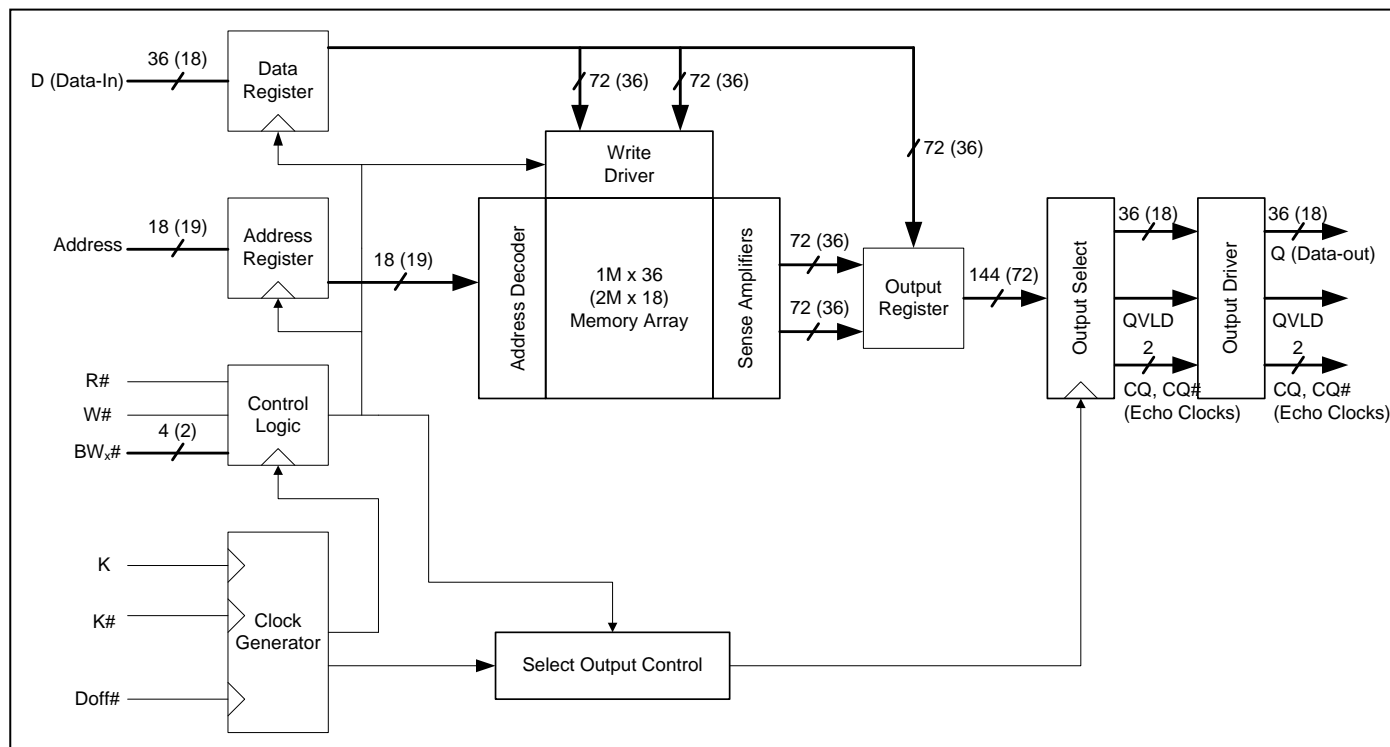 D (Data-In)
36 (18)
Data
Register
72 (36)
72 (36)
72 (36)
Write
Driver
Address
18 (19)
Address
Register
18 (19)
Address Decoder
1M x 36
(2M x 18)
Memory Array
Sense Amplifiers
72 (36)
72 (36)
Output
Register
144 (72)
Output Select
36 (18)
QVLD
2
CQ, CQ#
(Echo Clocks)
Output Driver
36 (18)
Q (Data-out)
QVLD
2
CQ, CQ#
(Echo Clocks)
R#
W#
4 (2)
BWₓ#
Control
Logic
K
K#
Doff#
Clock
Generator
Select Output Control